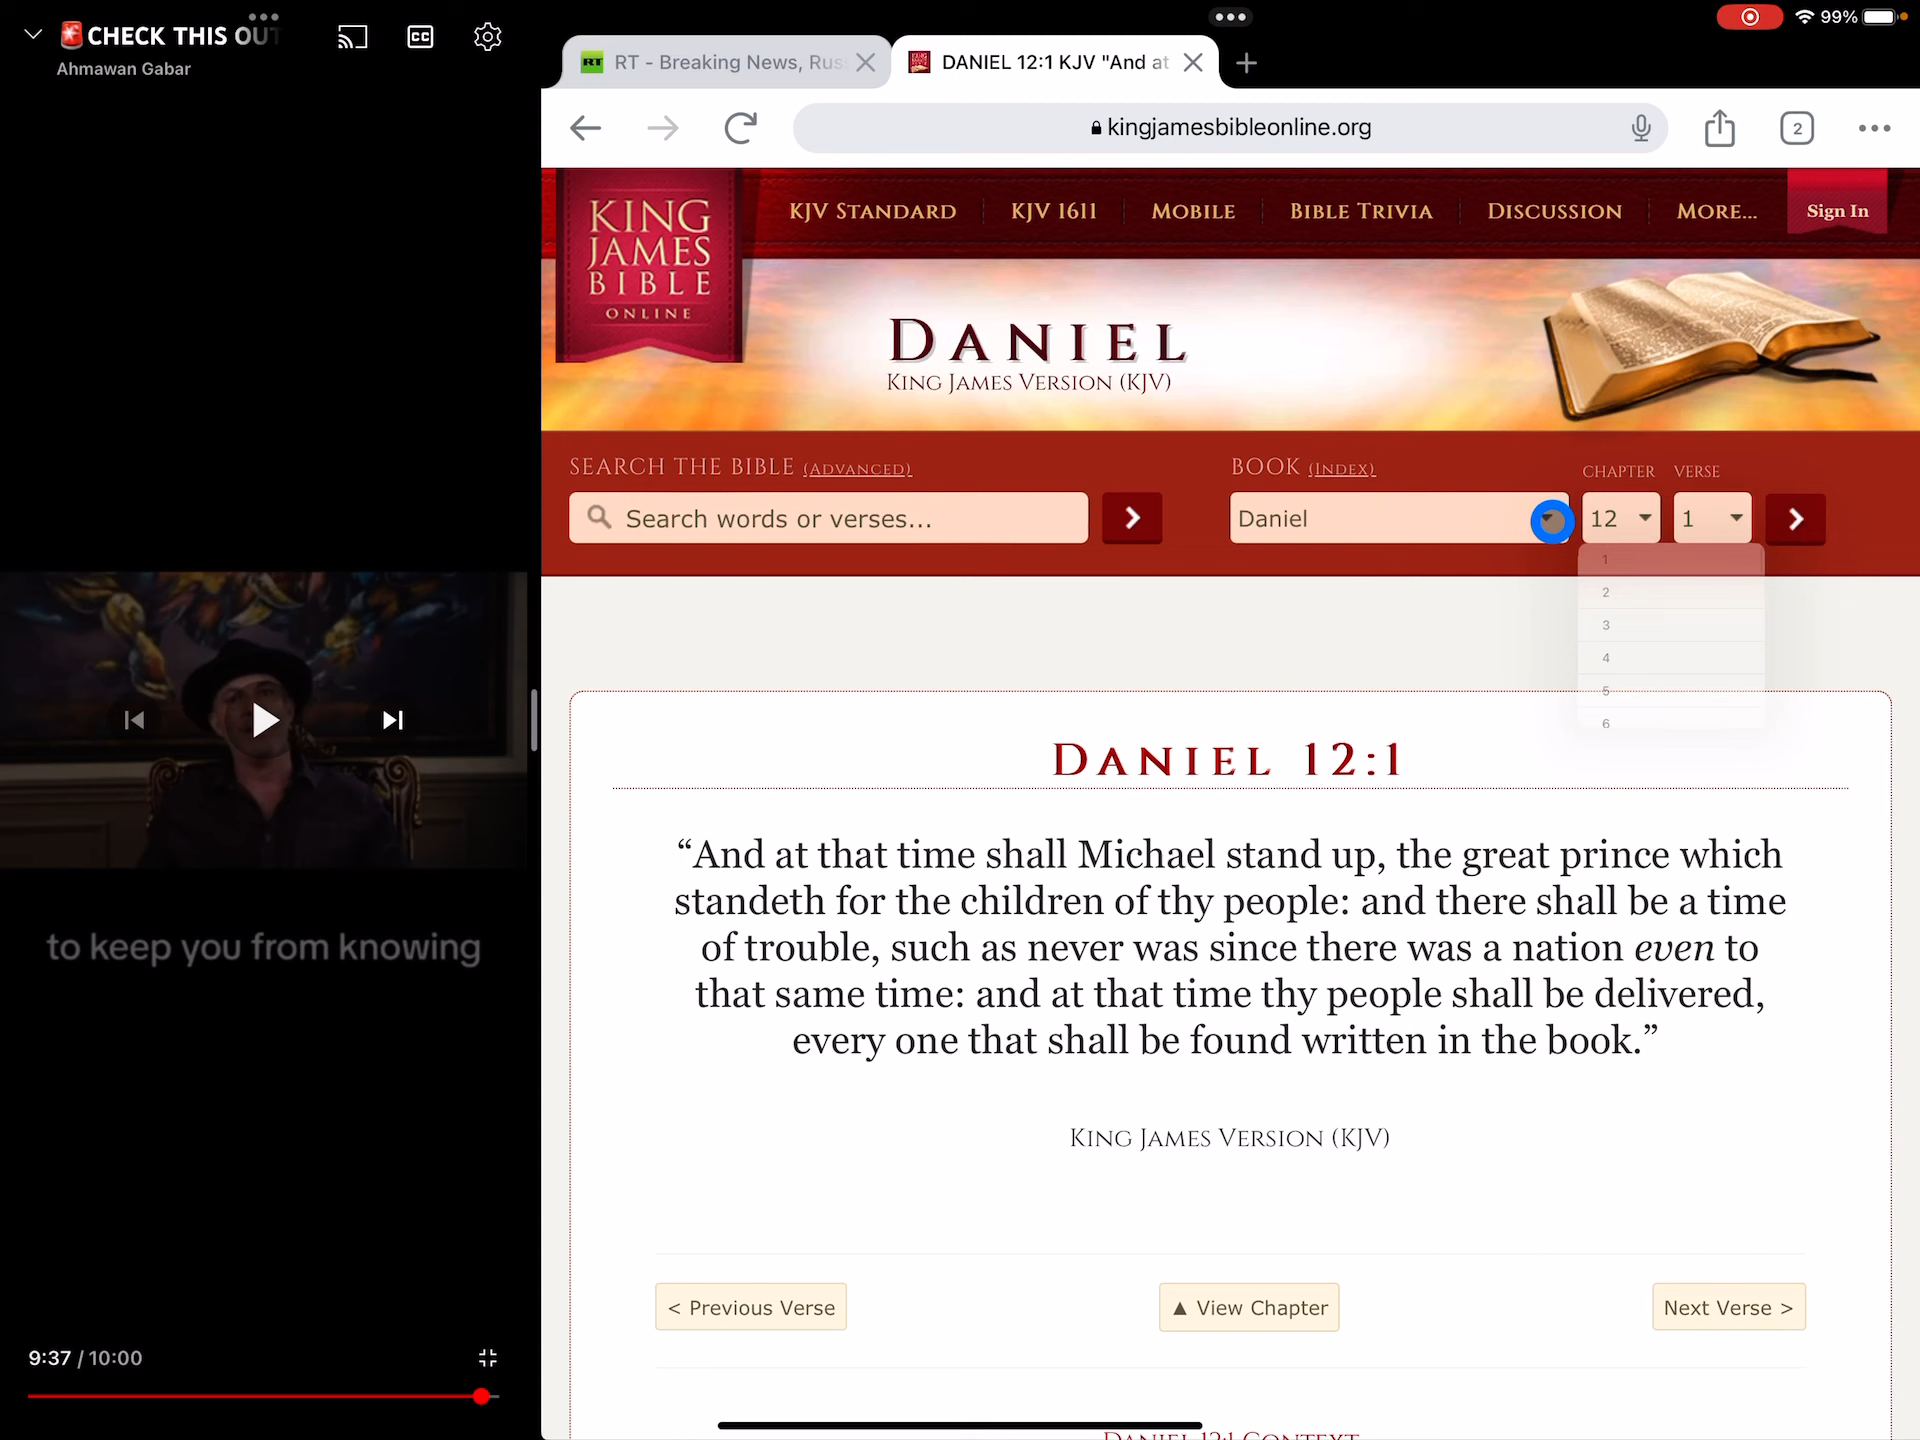 CHECK THIS OUT
Ahmawan Gabar
CC
to keep you from knowing
9:37 / 10:00
99%
RT
RT - Breaking News, Rus
DANIEL 12:1 KJV "And at
kingjamesbibleonline.org
2
KING
JAMES
BIBLE
ONLINE
KJV STANDARD
KJV 1611
MOBILE
BIBLE TRIVIA
DISCUSSION
MORE...
Sign In
DANIEL
KING JAMES VERSION (KJV)
SEARCH THE BIBLE (ADVANCED)
BOOK (INDEX)
CHAPTER
VERSE
Search words or verses...
Daniel
12
1
1
2
3
4
5
6
DANIEL 12:1
“And at that time shall Michael stand up, the great prince which
standeth for the children of thy people: and there shall be a time
of trouble, such as never was since there was a nation even to
that same time: and at that time thy people shall be delivered,
every one that shall be found written in the book.”
KING JAMES VERSION (KJV)
< Previous Verse
▲ View Chapter
Next Verse >
DANIEL 12:1 CONTEXT